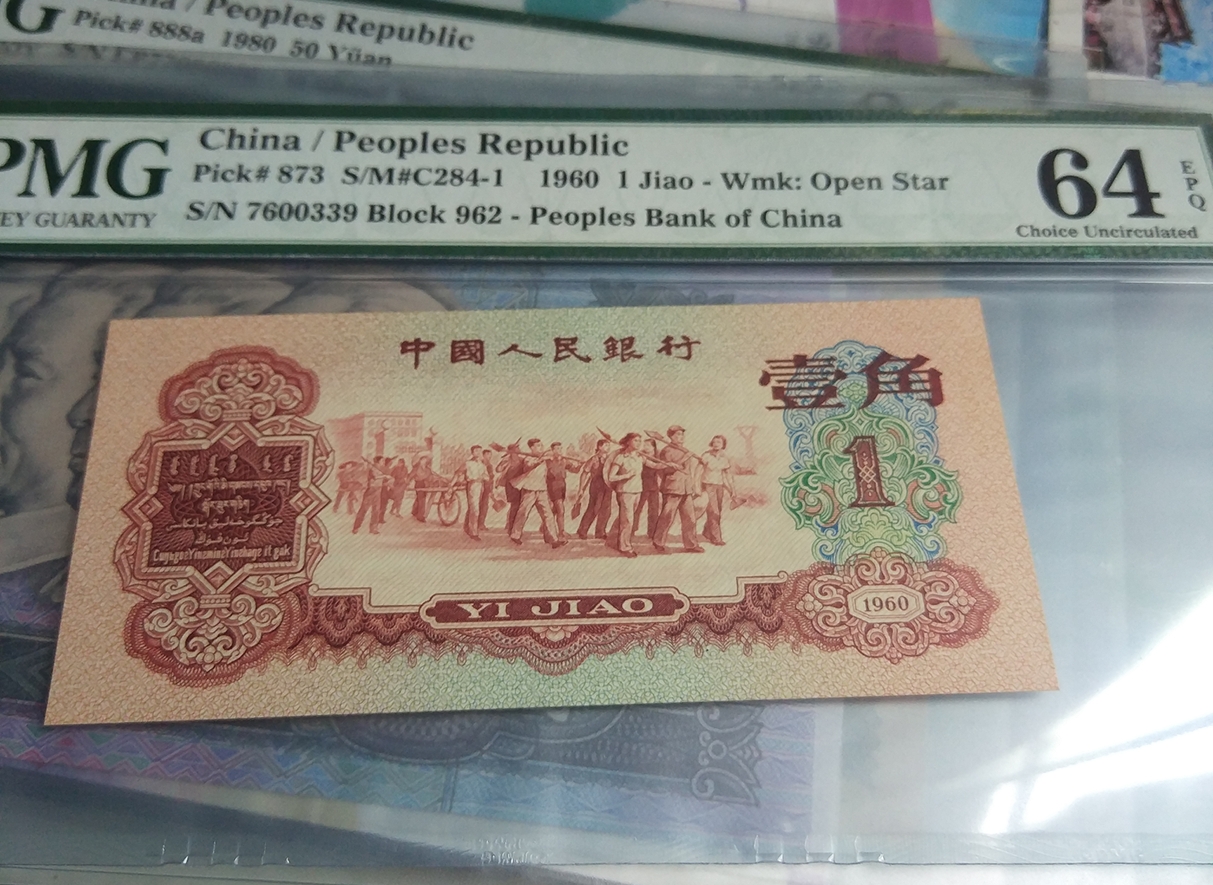 / Peoples Republic
Pick# 888a 1980 50 Yüan
PMG
KEY GUARANTY
China / Peoples Republic
Pick# 873 S/M#C284-1 1960 1 Jiao - Wmk: Open Star
S/N 7600339 Block 962 - Peoples Bank of China
64
EPQ
Choice Uncirculated
中國人民銀行
壹角
1
YI JIAO
1960